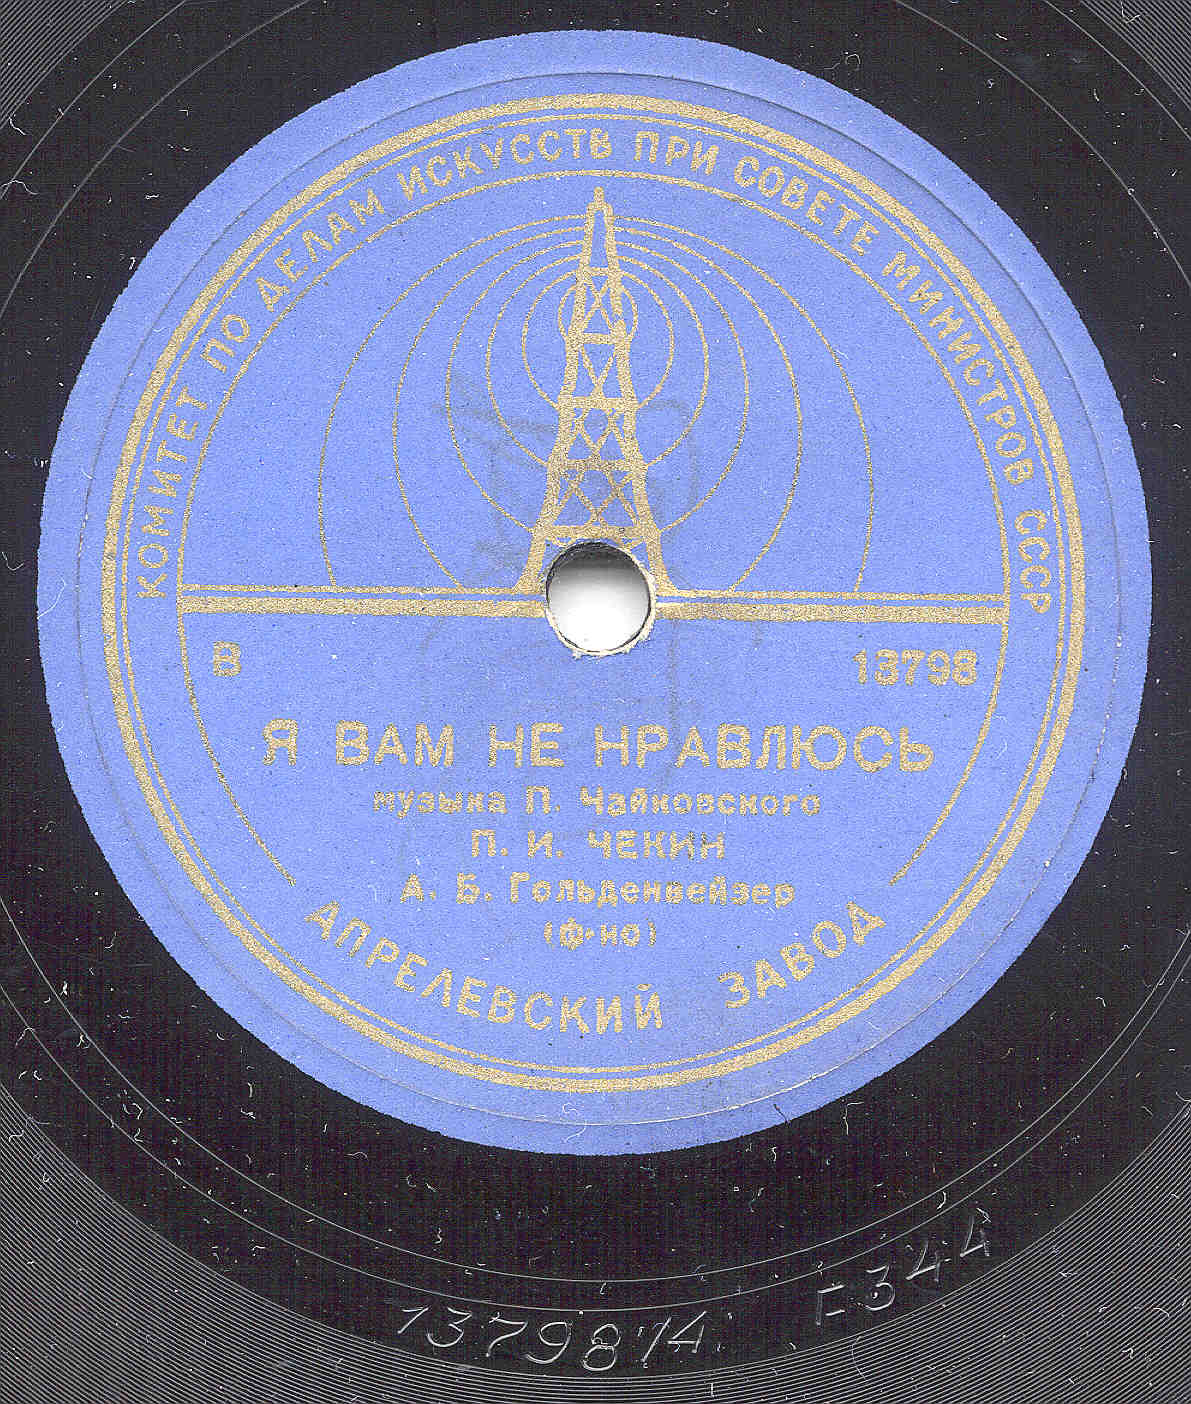 КОМИТЕТ ПО ДЕЛАМ ИСКУССТВ ПРИ СОВЕТЕ МИНИСТРОВ СССР
В 13798
Я ВАМ НЕ НРАВЛЮСЬ
музыка П. Чайковского
П. И. ЧЕКИН
А. Б. Гольденвейзер
(ф-но)
АПРЕЛЕВСКИЙ ЗАВОД
13798/4 Г344